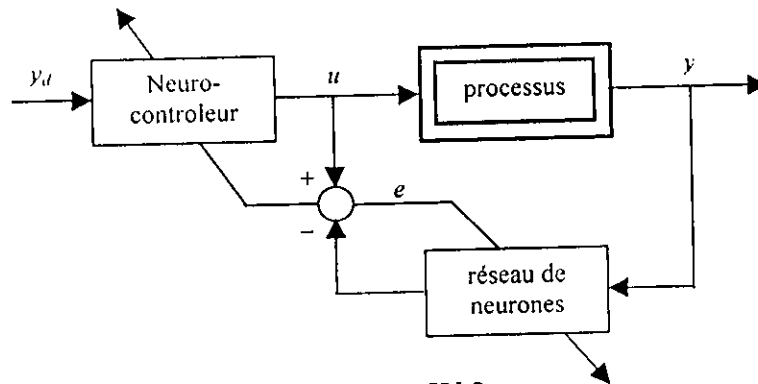 y_d
Neuro-
controleur
u
processus
y
+
e
−
réseau de
neurones